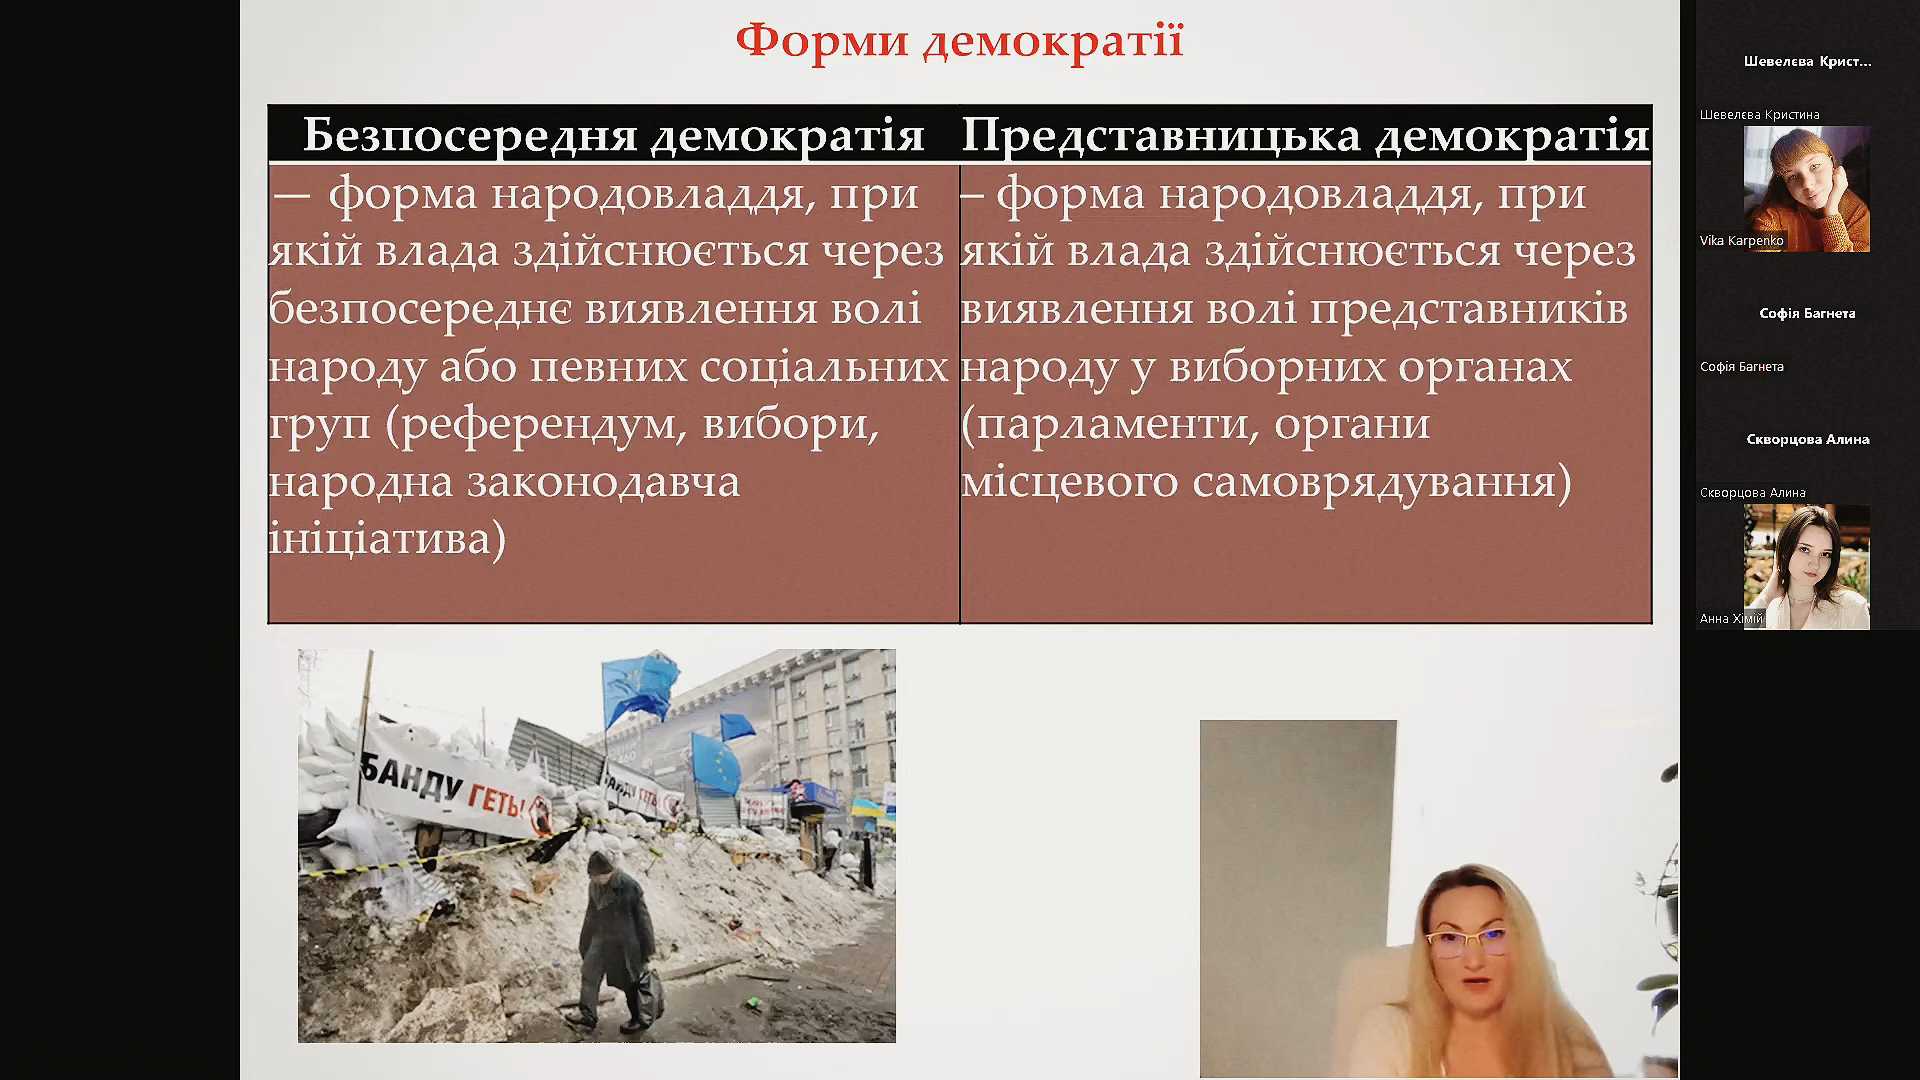 Форми демократії
Безпосередня демократія
Представницька демократія
— форма народовладдя, при
якій влада здійснюється через
безпосереднє виявлення волі
народу або певних соціальних
груп (референдум, вибори,
народна законодавча
ініціатива)
– форма народовладдя, при
якій влада здійснюється через
виявлення волі представників
народу у виборних органах
(парламенти, органи
місцевого самоврядування)
БАНДУ ГЕТЬ!
БАНДУ ГЕТЬ!
Шевелєва Крист...
Шевелєва Кристина
Vika Karpenko
Софія Багнета
Софія Багнета
Скворцова Алина
Скворцова Алина
Анна Хімій